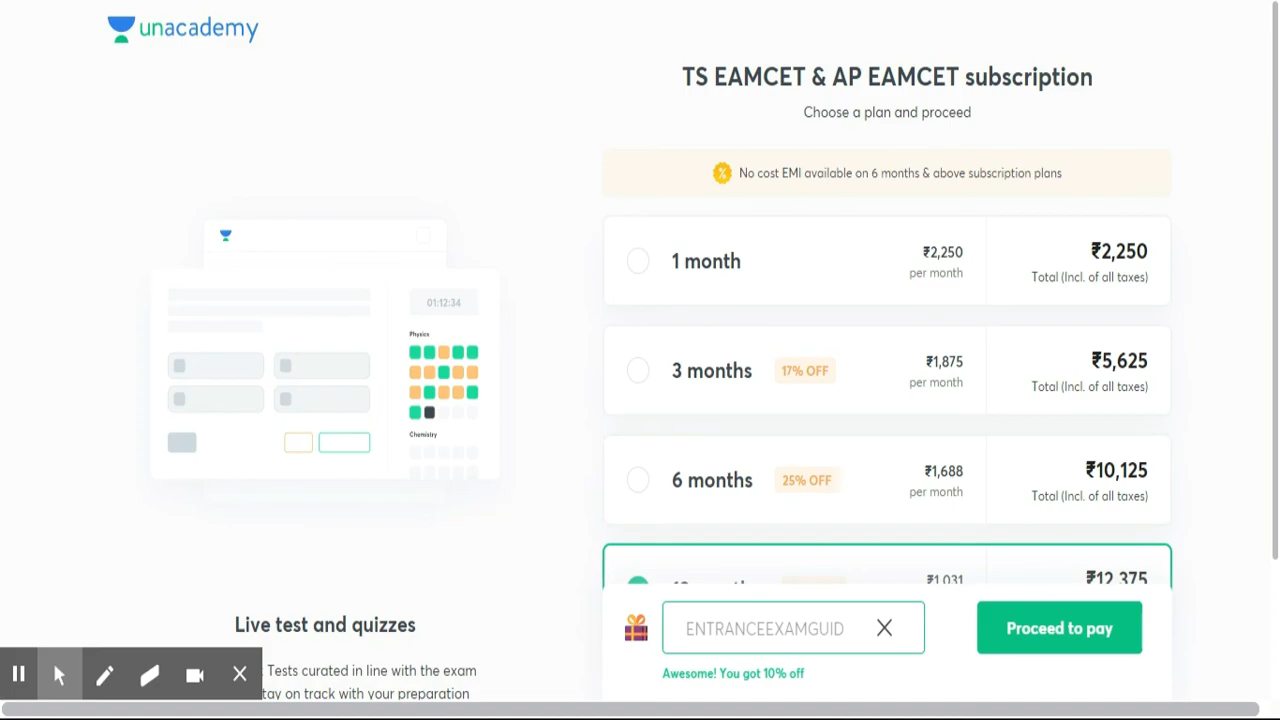 unacademy
TS EAMCET & AP EAMCET subscription
Choose a plan and proceed
No cost EMI available on 6 months & above subscription plans
1 month
₹2,250
per month
₹2,250
Total (Incl. of all taxes)
3 months
17% OFF
₹1,875
per month
₹5,625
Total (Incl. of all taxes)
6 months
25% OFF
₹1,688
per month
₹10,125
Total (Incl. of all taxes)
₹1,031
₹12,375
ENTRANCEEXAMGUID
Proceed to pay
Awesome! You got 10% off
01:12:34
Physics
Chemistry
Live test and quizzes
Tests curated in line with the exam
tay on track with your preparation